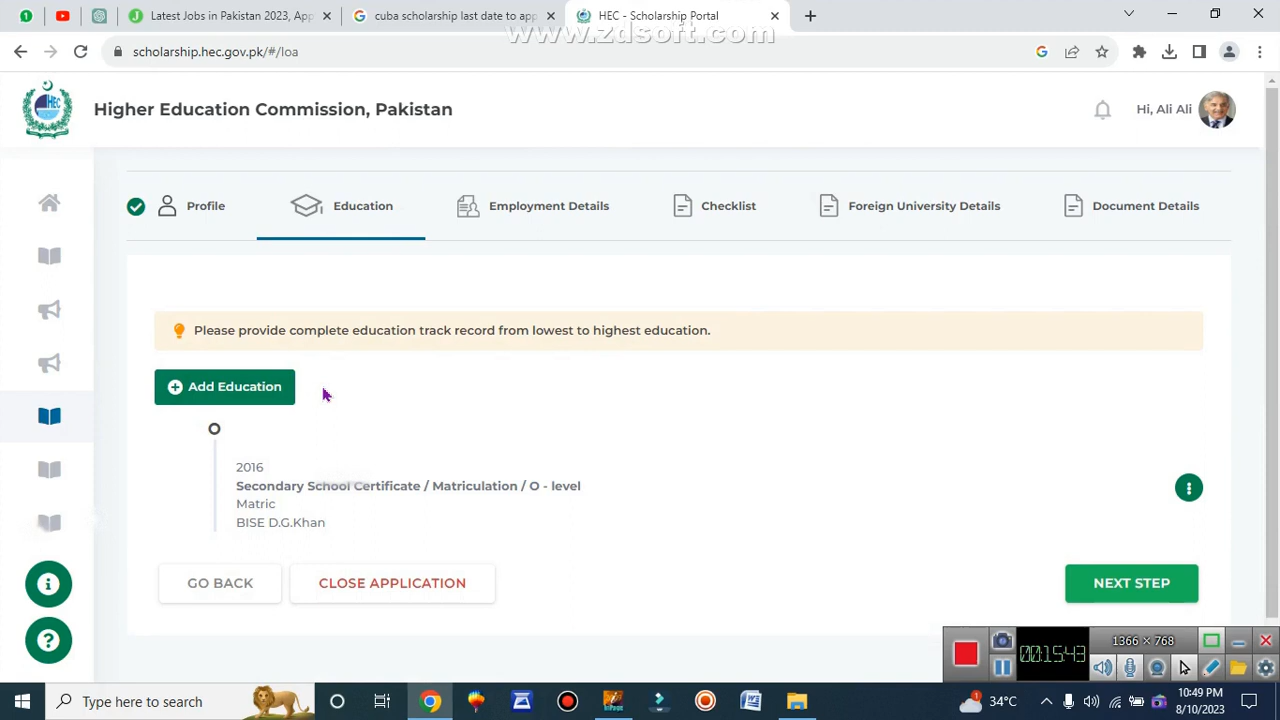 Latest Jobs in Pakistan 2023, App
cuba scholarship last date to app
HEC - Scholarship Portal
www.zdsoft.com
scholarship.hec.gov.pk/#/loa
Higher Education Commission, Pakistan
Hi, Ali Ali
Profile
Education
Employment Details
Checklist
Foreign University Details
Document Details
Please provide complete education track record from lowest to highest education.
Add Education
2016
Secondary School Certificate / Matriculation / O - level
Matric
BISE D.G.Khan
GO BACK
CLOSE APPLICATION
NEXT STEP
1366 × 768
00:15:43
Type here to search
34°C
10:49 PM
8/10/2023